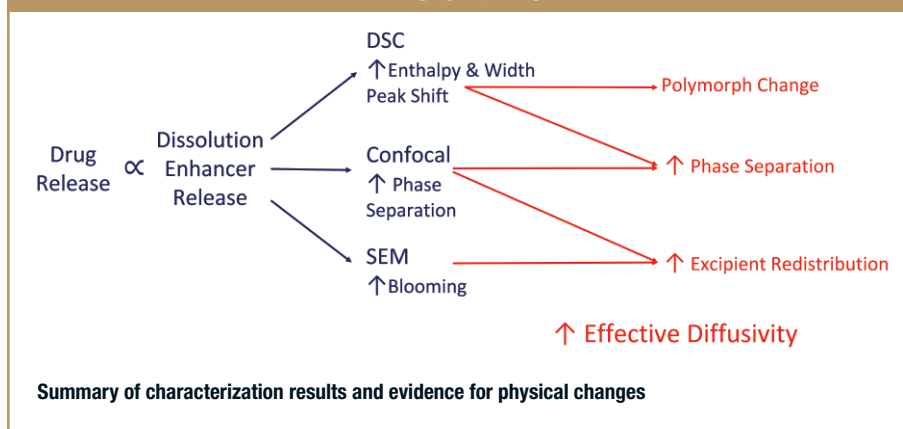 Drug
Release
∝
Dissolution
Enhancer
Release
DSC
↑Enthalpy & Width
Peak Shift
Confocal
↑ Phase
Separation
SEM
↑Blooming
Polymorph Change
↑ Phase Separation
↑ Excipient Redistribution
↑ Effective Diffusivity
Summary of characterization results and evidence for physical changes